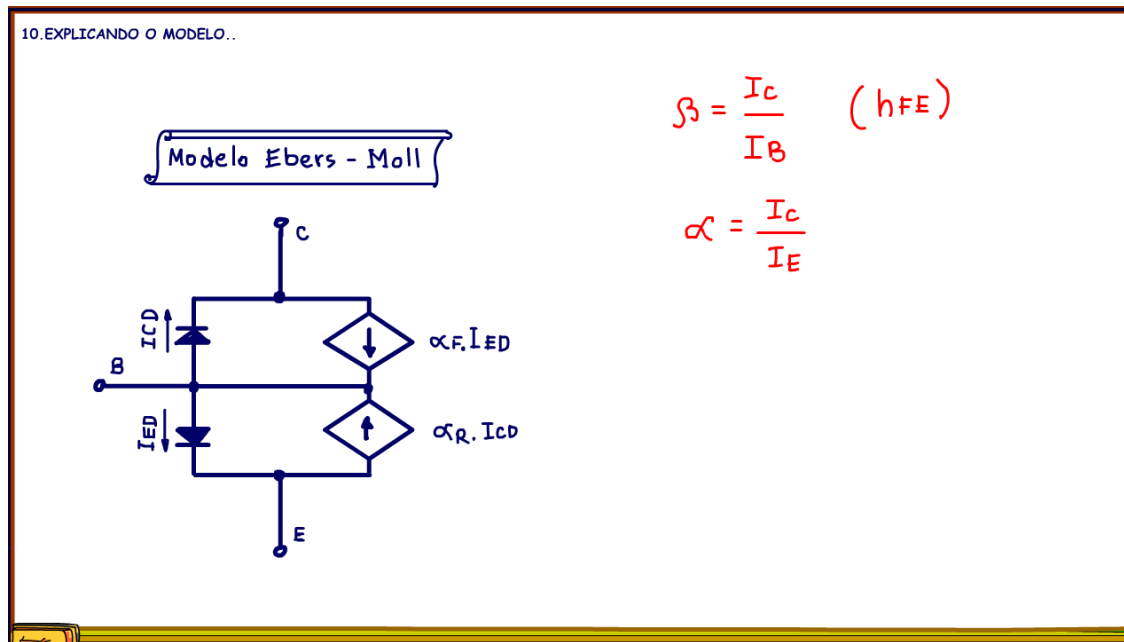 10.EXPLICANDO O MODELO..
β = IC / IB (hFE)
Modelo Ebers - Moll
α = IC / IE
C
ICD
αF.IED
B
IED
αR.ICD
E